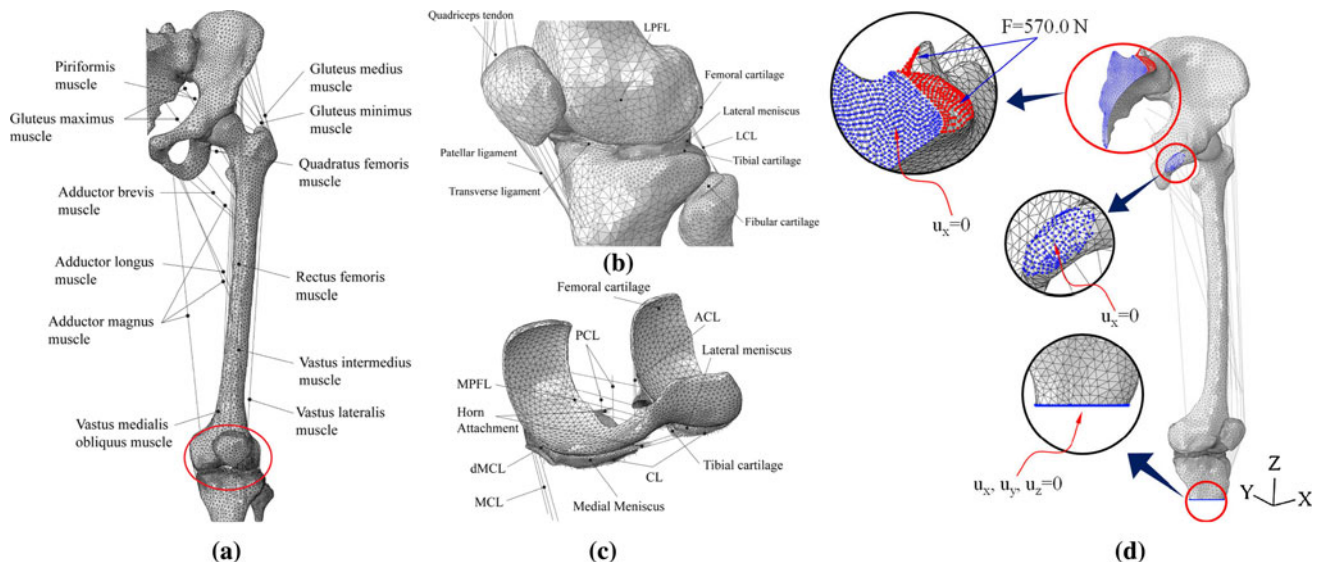 Piriformis
muscle
Gluteus maximus
muscle
Gluteus medius
muscle
Gluteus minimus
muscle
Quadratus femoris
muscle
Adductor brevis
muscle
Adductor longus
muscle
Adductor magnus
muscle
Rectus femoris
muscle
Vastus intermedius
muscle
Vastus medialis
obliquus muscle
Vastus lateralis
muscle
(a)
Quadriceps tendon
LPFL
Femoral cartilage
Lateral meniscus
LCL
Patellar ligament
Tibial cartilage
Transverse ligament
Fibular cartilage
(b)
Femoral cartilage
ACL
PCL
Lateral meniscus
MPFL
Horn
Attachment
dMCL
Tibial cartilage
CL
MCL
Medial Meniscus
(c)
F=570.0 N
uₓ=0
uₓ=0
uₓ, u_y, u_z=0
Z
Y
X
(d)